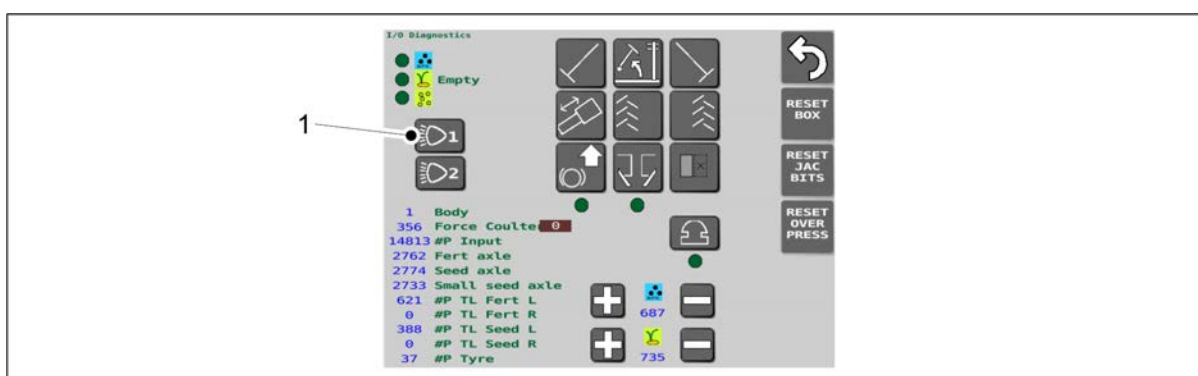 I/O Diagnostics
Empty
1
1
2
RESET
BOX
RESET
JAC
BITS
RESET
OVER
PRESS
1 Body
356 Force Coulte 0
14813 #P Input
2762 Fert axle
2774 Seed axle
2733 Small seed axle
621 #P TL Fert L
0 #P TL Fert R
388 #P TL Seed L
0 #P TL Seed R
37 #P Tyre
687
735